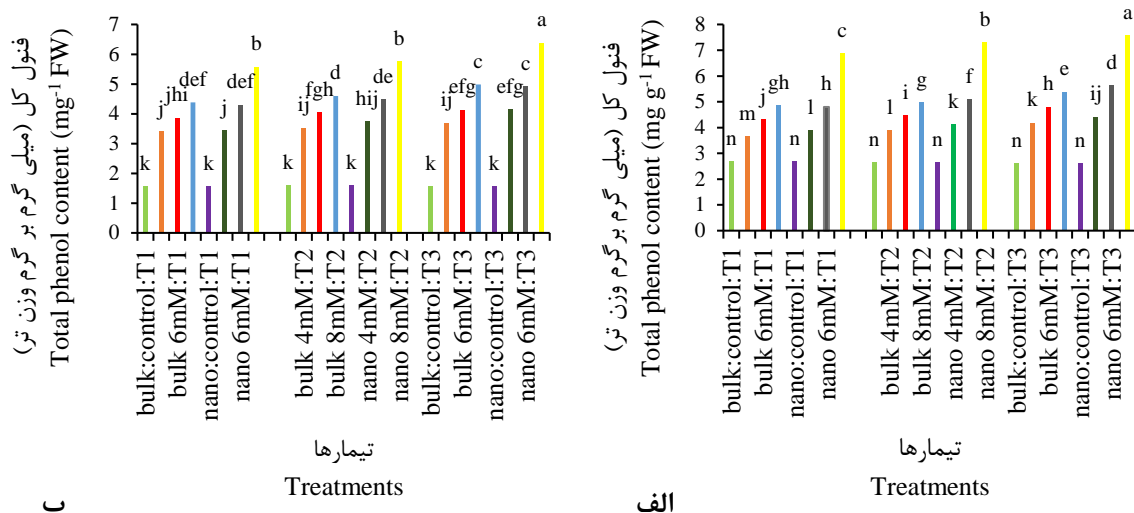 فنول کل (میلی گرم بر گرم وزن تر)
Total phenol content (mg⁻¹ FW)
7
6
5
4
3
2
1
0
k
j
jhi
def
j
k
def
b
k
ij
fgh
d
k
hij
de
b
k
ij
efg
c
k
efg
c
a
bulk:control:T1
bulk 6mM:T1
nano:control:T1
nano 6mM:T1
bulk 4mM:T2
bulk 8mM:T2
nano 4mM:T2
nano 8mM:T2
bulk:control:T3
bulk 6mM:T3
nano:control:T3
nano 6mM:T3
تیمارها
Treatments
ب
فنول کل (میلی گرم برگرم وزن تر)
Total phenol content (mg g⁻¹ FW)
8
7
6
5
4
3
2
1
0
n
m
j
gh
n
l
h
c
n
l
i
g
n
k
f
b
n
k
h
e
n
ij
d
a
bulk:control:T1
bulk 6mM:T1
nano:control:T1
nano 6mM:T1
bulk 4mM:T2
bulk 8mM:T2
nano 4mM:T2
nano 8mM:T2
bulk:control:T3
bulk 6mM:T3
nano:control:T3
nano 6mM:T3
تیمارها
Treatments
الف